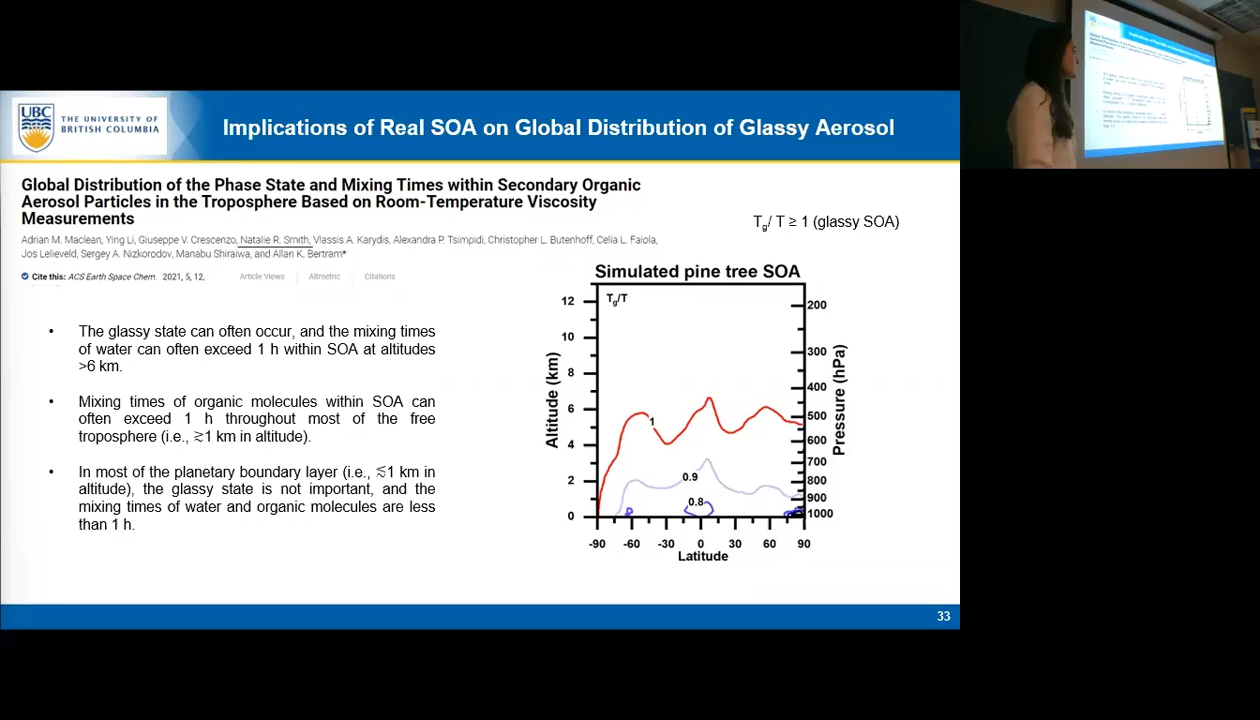 UBC
THE UNIVERSITY OF
BRITISH COLUMBIA
Implications of Real SOA on Global Distribution of Glassy Aerosol
Global Distribution of the Phase State and Mixing Times within Secondary Organic
Aerosol Particles in the Troposphere Based on Room-Temperature Viscosity
Measurements
Adrian M. Maclean, Ying Li, Giuseppe V. Crescenzo, Natalie R. Smith, Vlassis A. Karydis, Alexandra P. Tsimpidi, Christopher L. Butenhoff, Celia L. Faiola,
Jos Lelieveld, Sergey A. Nizkorodov, Manabu Shiraiwa, and Allan K. Bertram*
Cite this: ACS Earth Space Chem. 2021, 5, 12,
Article Views
Altmetric
Citations
• The glassy state can often occur, and the mixing times
of water can often exceed 1 h within SOA at altitudes
>6 km.
• Mixing times of organic molecules within SOA can
often exceed 1 h throughout most of the free
troposphere (i.e., ≳1 km in altitude).
• In most of the planetary boundary layer (i.e., ≲1 km in
altitude), the glassy state is not important, and the
mixing times of water and organic molecules are less
than 1 h.
Tg/ T ≥ 1 (glassy SOA)
Simulated pine tree SOA
Tg/T
12
10
8
6
4
2
0
Altitude (km)
1
0.9
0.8
200
300
400
500
600
700
800
900
1000
Pressure (hPa)
-90 -60 -30 0 30 60 90
Latitude
33